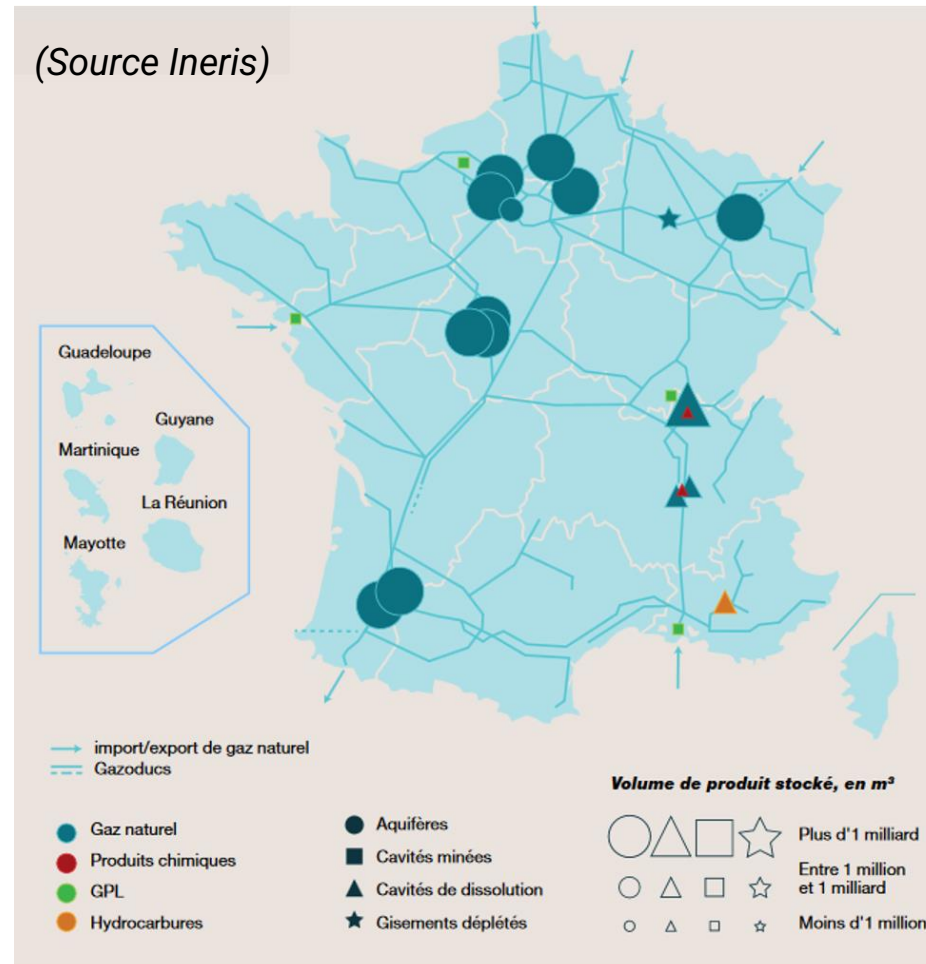 (Source Ineris)
Guadeloupe
Guyane
Martinique
La Réunion
Mayotte
import/export de gaz naturel
Gazoducs
Gaz naturel
Produits chimiques
GPL
Hydrocarbures
Aquifères
Cavités minées
Cavités de dissolution
Gisements déplétés
Volume de produit stocké, en m³
Plus d'1 milliard
Entre 1 million
et 1 milliard
Moins d'1 million